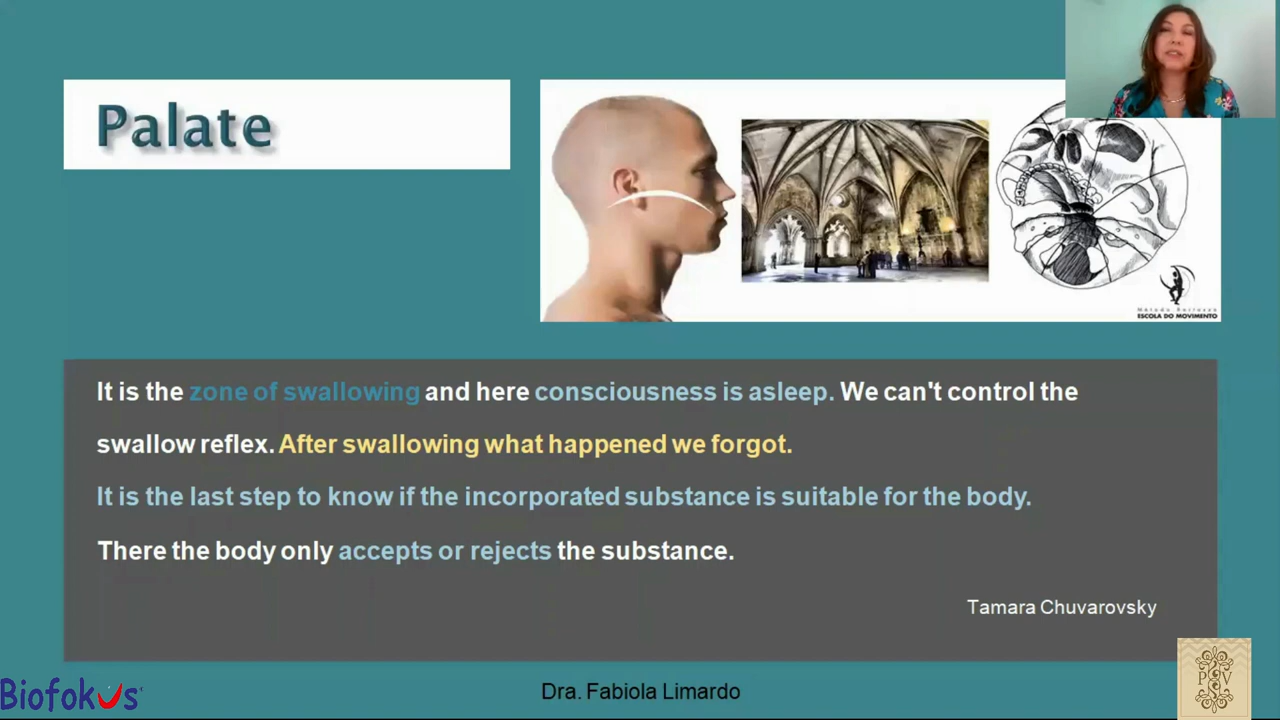 Palate
Método Bertazzo
ESCOLA DO MOVIMENTO
It is the zone of swallowing and here consciousness is asleep. We can't control the
swallow reflex. After swallowing what happened we forgot.
It is the last step to know if the incorporated substance is suitable for the body.
There the body only accepts or rejects the substance.
Tamara Chuvarovsky
Biofokus
Dra. Fabiola Limardo
P V